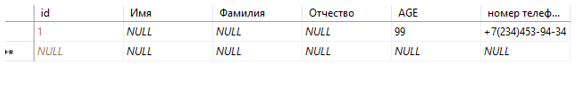 id Имя Фамилия Отчество AGE номер телеф...
1 NULL NULL NULL 99 +7(234)453-94-34
NULL NULL NULL NULL NULL NULL